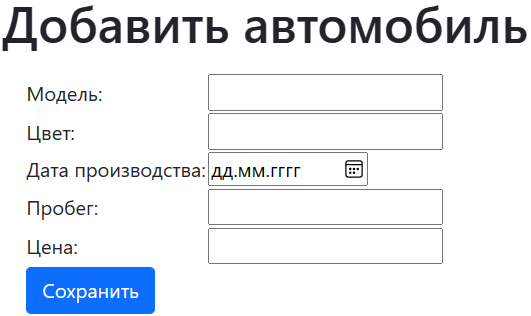 Добавить автомобиль
Модель:
Цвет:
Дата производства: дд.мм.гггг
Пробег:
Цена:
Сохранить